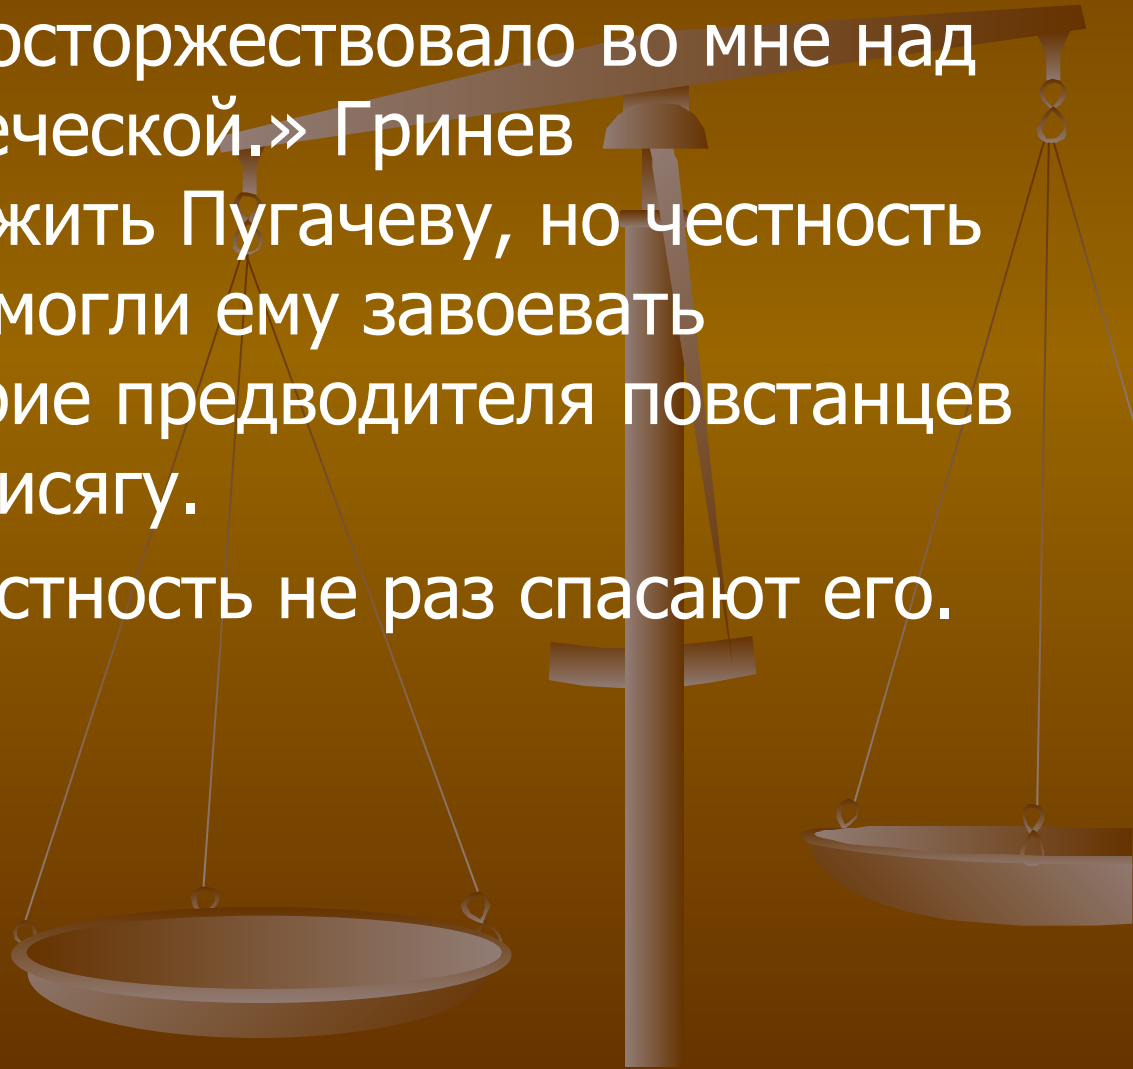 осторжествовало во мне над
еческой.» Гринев
жить Пугачеву, но честность
могли ему завоевать
рие предводителя повстанцев
исягу.
стность не раз спасают его.